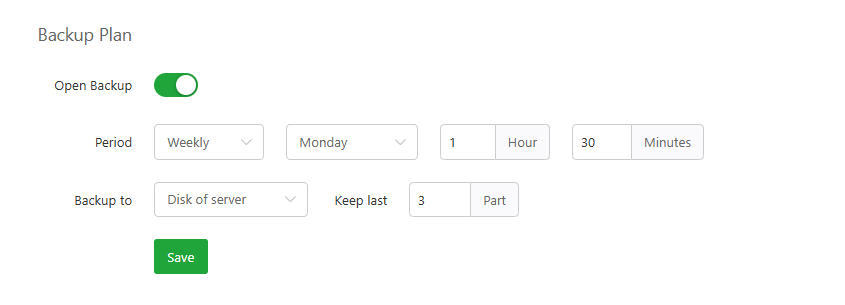 Backup Plan
Open Backup
Period Weekly Monday 1 Hour 30 Minutes
Backup to Disk of server Keep last 3 Part
Save